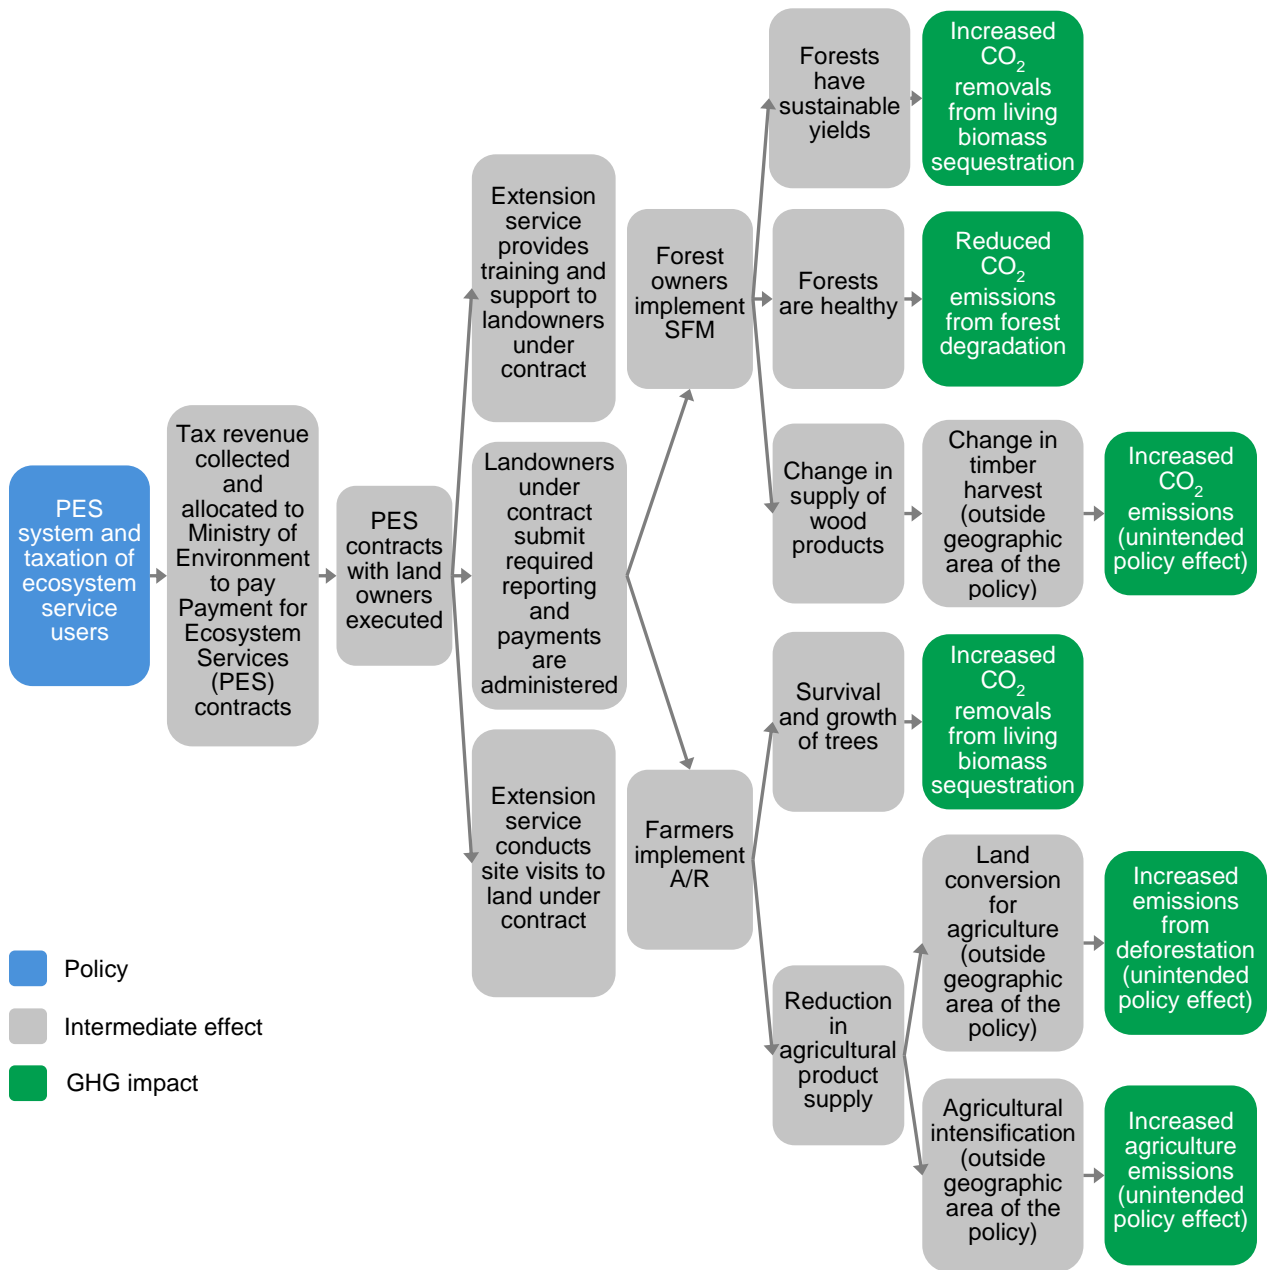 PES
system and
taxation of
ecosystem
service
users
Tax revenue
collected
and
allocated to
Ministry of
Environment
to pay
Payment for
Ecosystem
Services
(PES)
contracts
PES
contracts
with land
owners
executed
Extension
service
provides
training and
support to
landowners
under
contract
Landowners
under
contract
submit
required
reporting
and
payments
are
administered
Extension
service
conducts
site visits to
land under
contract
Forest
owners
implement
SFM
Farmers
implement
A/R
Forests
have
sustainable
yields
Increased
CO₂
removals
from living
biomass
sequestration
Forests
are healthy
Reduced
CO₂
emissions
from forest
degradation
Change in
supply of
wood
products
Change in
timber
harvest
(outside
geographic
area of the
policy)
Increased
CO₂
emissions
(unintended
policy effect)
Survival
and growth
of trees
Increased
CO₂
removals
from living
biomass
sequestration
Reduction
in
agricultural
product
supply
Land
conversion
for
agriculture
(outside
geographic
area of the
policy)
Increased
emissions
from
deforestation
(unintended
policy effect)
Agricultural
intensification
(outside
geographic
area of the
policy)
Increased
agriculture
emissions
(unintended
policy effect)
Policy
Intermediate effect
GHG impact